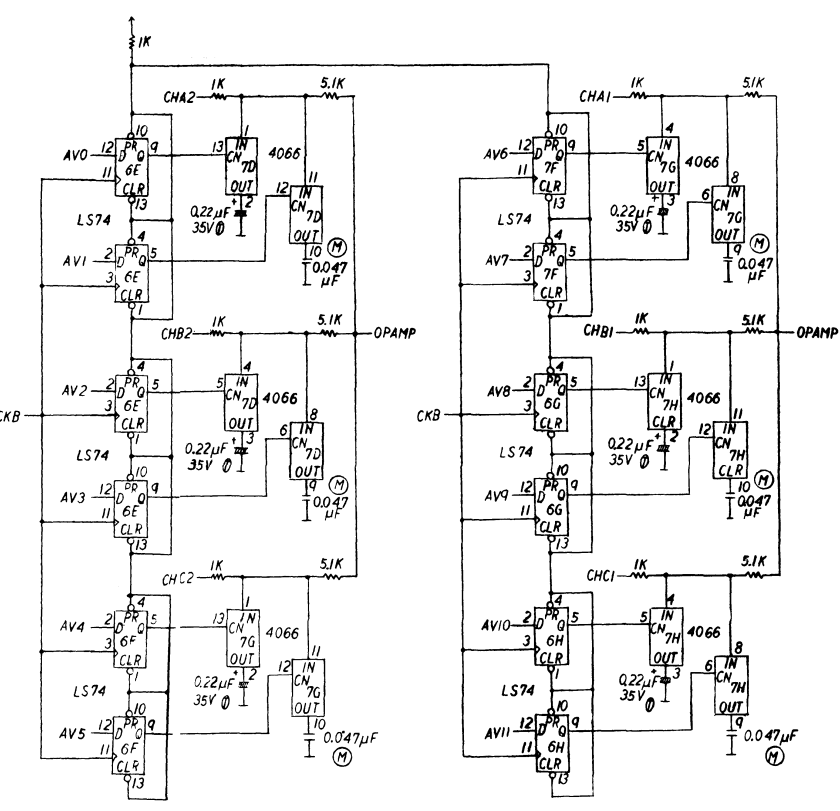 1K
CHA2 1K 5.1K
10
AV0 12 D PR Q 9
6E
11 CLR
13
LS74
1
13 IN
CN 7D 4066
OUT
2
0.22µF +
35V T
11
12 IN
CN 7D
OUT
10 M
0.047
µF
4
AV1 2 D PR Q 5
6E
3 CLR
1
CHB2 1K 5.1K
OPAMP
4
AV2 2 D PR Q 5
6E
3 CLR
1
CKB
LS74
4
5 IN
CN 7D 4066
OUT
3
0.22µF +
35V T
8
6 IN
CN 7D
OUT
9 M
0.047
µF
10
AV3 12 D PR Q 9
6E
11 CLR
13
CHC2 1K 5.1K
4
AV4 2 D PR Q 5
6F
3 CLR
1
LS74
1
13 IN
CN 7G 4066
OUT
2
0.22µF +
35V T
11
12 IN
CN 7G
OUT
10
0.047µF
M
10
AV5 12 D PR Q 9
6F
11 CLR
13
CHA1 1K 5.1K
10
AV6 12 D PR Q 9
7F
11 CLR
13
LS74
4
5 IN
CN 7G 4066
OUT
3
0.22µF +
35V T
8
6 IN
CN 7G
OUT
9 M
0.047
µF
4
AV7 2 D PR Q 5
7F
3 CLR
1
CHB1 1K 5.1K
OPAMP
4
AV8 2 D PR Q 5
6G
3 CLR
1
CKB
LS74
1
13 IN
CN 7H 4066
OUT
2
0.22µF +
35V T
11
12 IN
CN 7H
CLR
10 M
0.047
µF
10
AV9 12 D PR Q 9
6G
11 CLR
13
CHC1 1K 5.1K
4
AV10 2 D PR Q 5
6H
3 CLR
1
LS74
4
5 IN
CN 7H 4066
OUT
3
0.22µF +
35V T
8
6 IN
CN 7H
OUT
9
0.047µF
M
10
AV11 12 D PR Q 9
6H
11 CLR
13